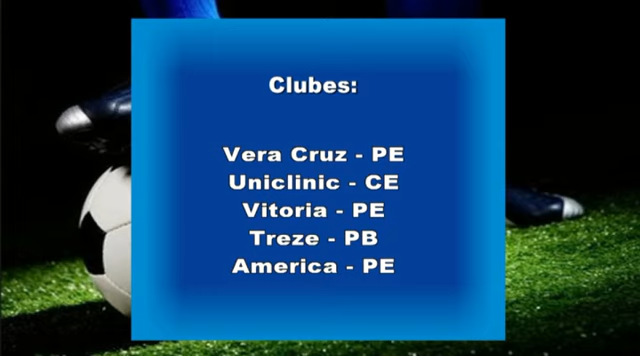 Clubes:
Vera Cruz - PE
Uniclinic - CE
Vitoria - PE
Treze - PB
America - PE